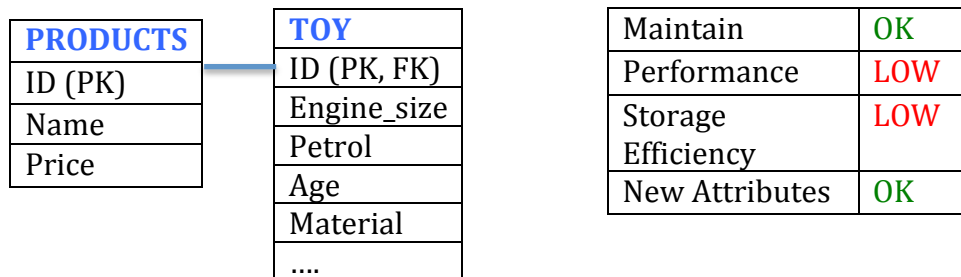 PRODUCTS
ID (PK)
Name
Price
TOY
ID (PK, FK)
Engine_size
Petrol
Age
Material
....
Maintain OK
Performance LOW
Storage LOW
Efficiency
New Attributes OK